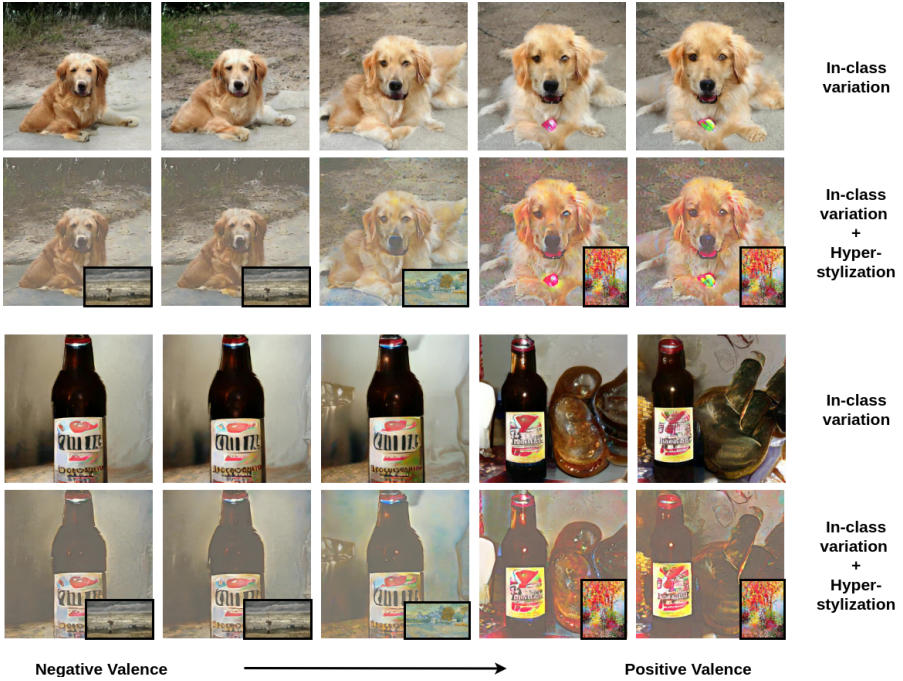 In-class
variation
In-class
variation
+
Hyper-
stylization
In-class
variation
In-class
variation
+
Hyper-
stylization
Negative Valence
Positive Valence